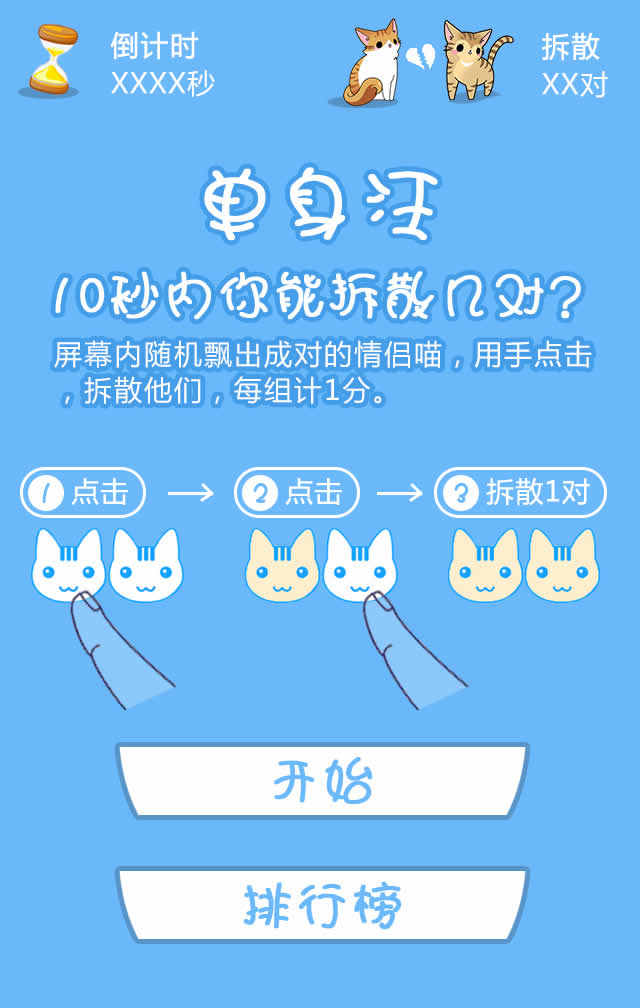 倒计时
XXXX秒
拆散
XX对
单身汪
10秒内你能拆散几对?
屏幕内随机飘出成对的情侣喵，用手点击
，拆散他们，每组计1分。
1 点击 → 2 点击 → 3 拆散1对
开始
排行榜